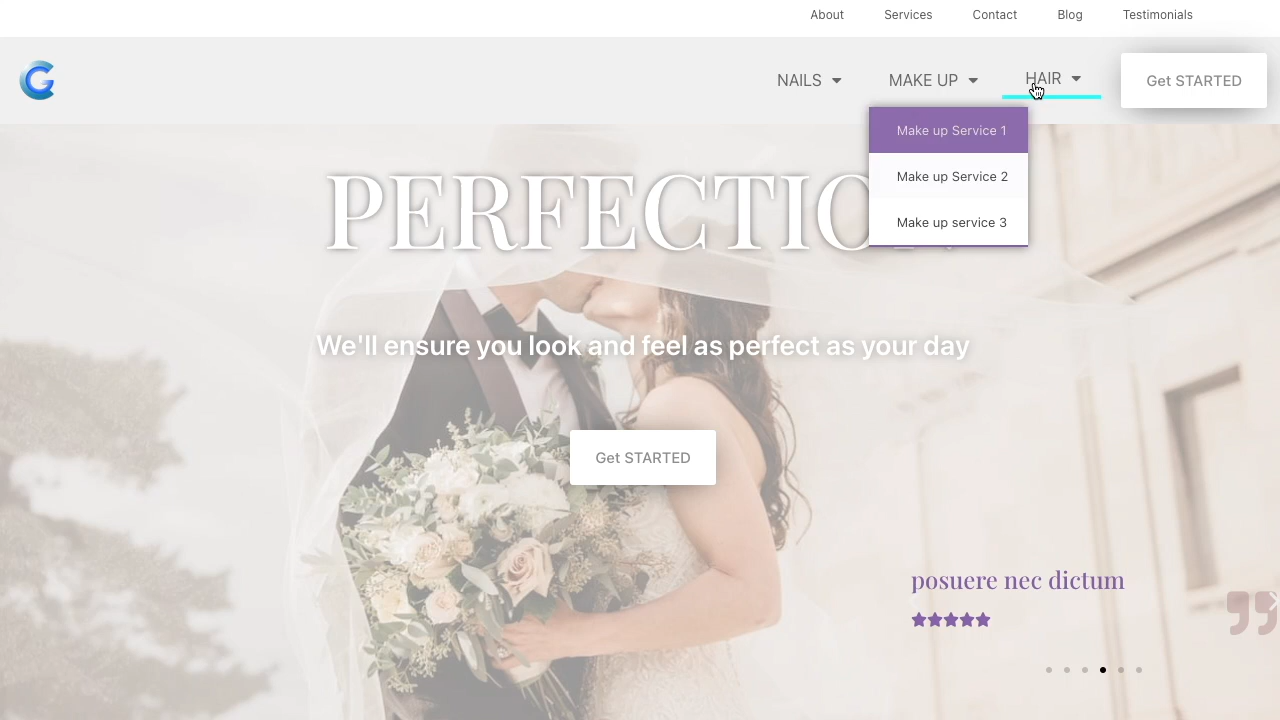 About Services Contact Blog Testimonials
G NAILS MAKE UP HAIR Get STARTED
Make up Service 1
Make up Service 2
Make up service 3
We'll ensure you look and feel as perfect as your day
Get STARTED
posuere nec dictum